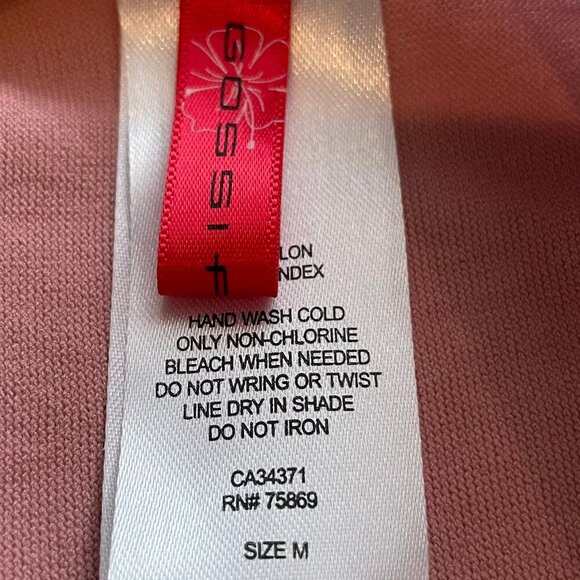 GOSSI
LON
NDEX
HAND WASH COLD
ONLY NON-CHLORINE
BLEACH WHEN NEEDED
DO NOT WRING OR TWIST
LINE DRY IN SHADE
DO NOT IRON
CA34371
RN# 75869
SIZE M